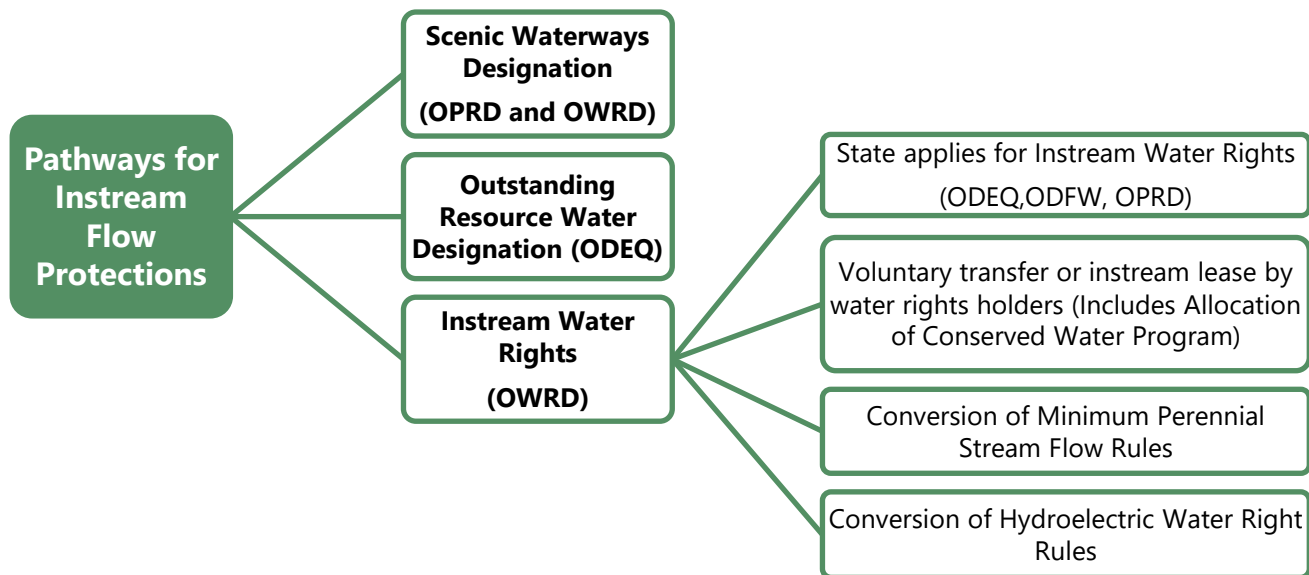 Pathways for
Instream
Flow
Protections
Scenic Waterways
Designation
(OPRD and OWRD)
Outstanding
Resource Water
Designation (ODEQ)
Instream Water
Rights
(OWRD)
State applies for Instream Water Rights
(ODEQ,ODFW, OPRD)
Voluntary transfer or instream lease by
water rights holders (Includes Allocation
of Conserved Water Program)
Conversion of Minimum Perennial
Stream Flow Rules
Conversion of Hydroelectric Water Right
Rules